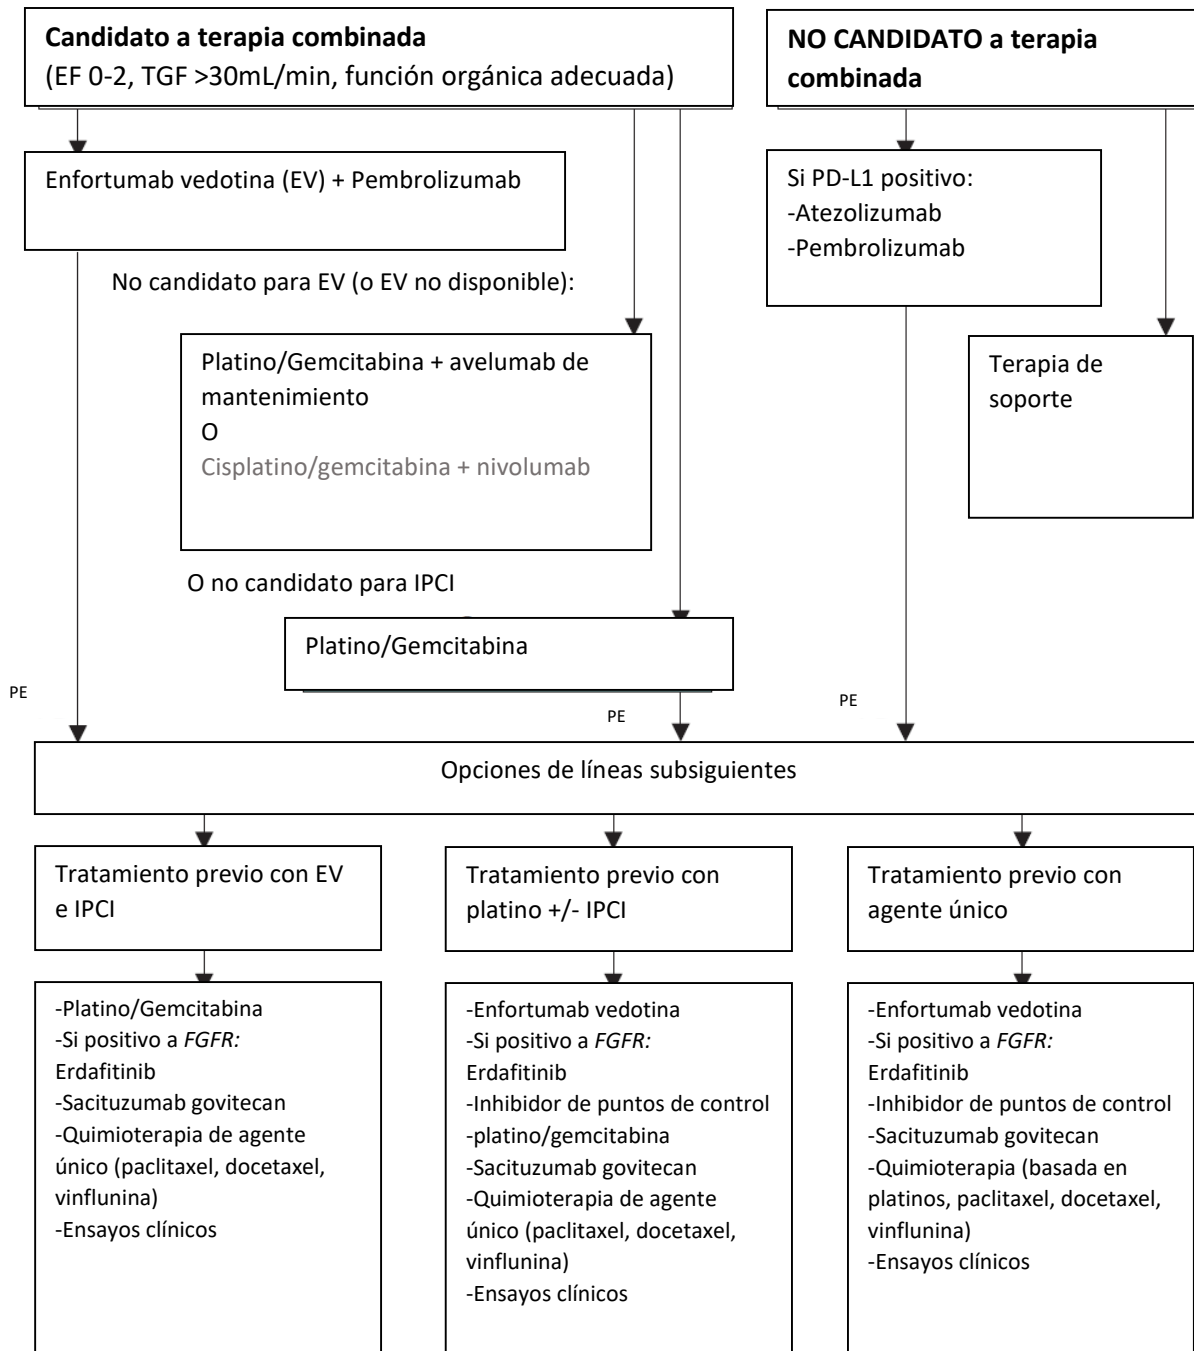 Candidato a terapia combinada
(EF 0-2, TGF >30mL/min, función orgánica adecuada)
NO CANDIDATO a terapia
combinada
Enfortumab vedotina (EV) + Pembrolizumab
Si PD-L1 positivo:
-Atezolizumab
-Pembrolizumab
No candidato para EV (o EV no disponible):
Platino/Gemcitabina + avelumab de
mantenimiento
O
Cisplatino/gemcitabina + nivolumab
Terapia de
soporte
O no candidato para IPCI
Platino/Gemcitabina
PE
PE
PE
Opciones de líneas subsiguientes
Tratamiento previo con EV
e IPCI
Tratamiento previo con
platino +/- IPCI
Tratamiento previo con
agente único
-Platino/Gemcitabina
-Si positivo a FGFR:
Erdafitinib
-Sacituzumab govitecan
-Quimioterapia de agente
único (paclitaxel, docetaxel,
vinflunina)
-Ensayos clínicos
-Enfortumab vedotina
-Si positivo a FGFR:
Erdafitinib
-Inhibidor de puntos de control
-platino/gemcitabina
-Sacituzumab govitecan
-Quimioterapia de agente
único (paclitaxel, docetaxel,
vinflunina)
-Ensayos clínicos
-Enfortumab vedotina
-Si positivo a FGFR:
Erdafitinib
-Inhibidor de puntos de control
-Sacituzumab govitecan
-Quimioterapia (basada en
platinos, paclitaxel, docetaxel,
vinflunina)
-Ensayos clínicos